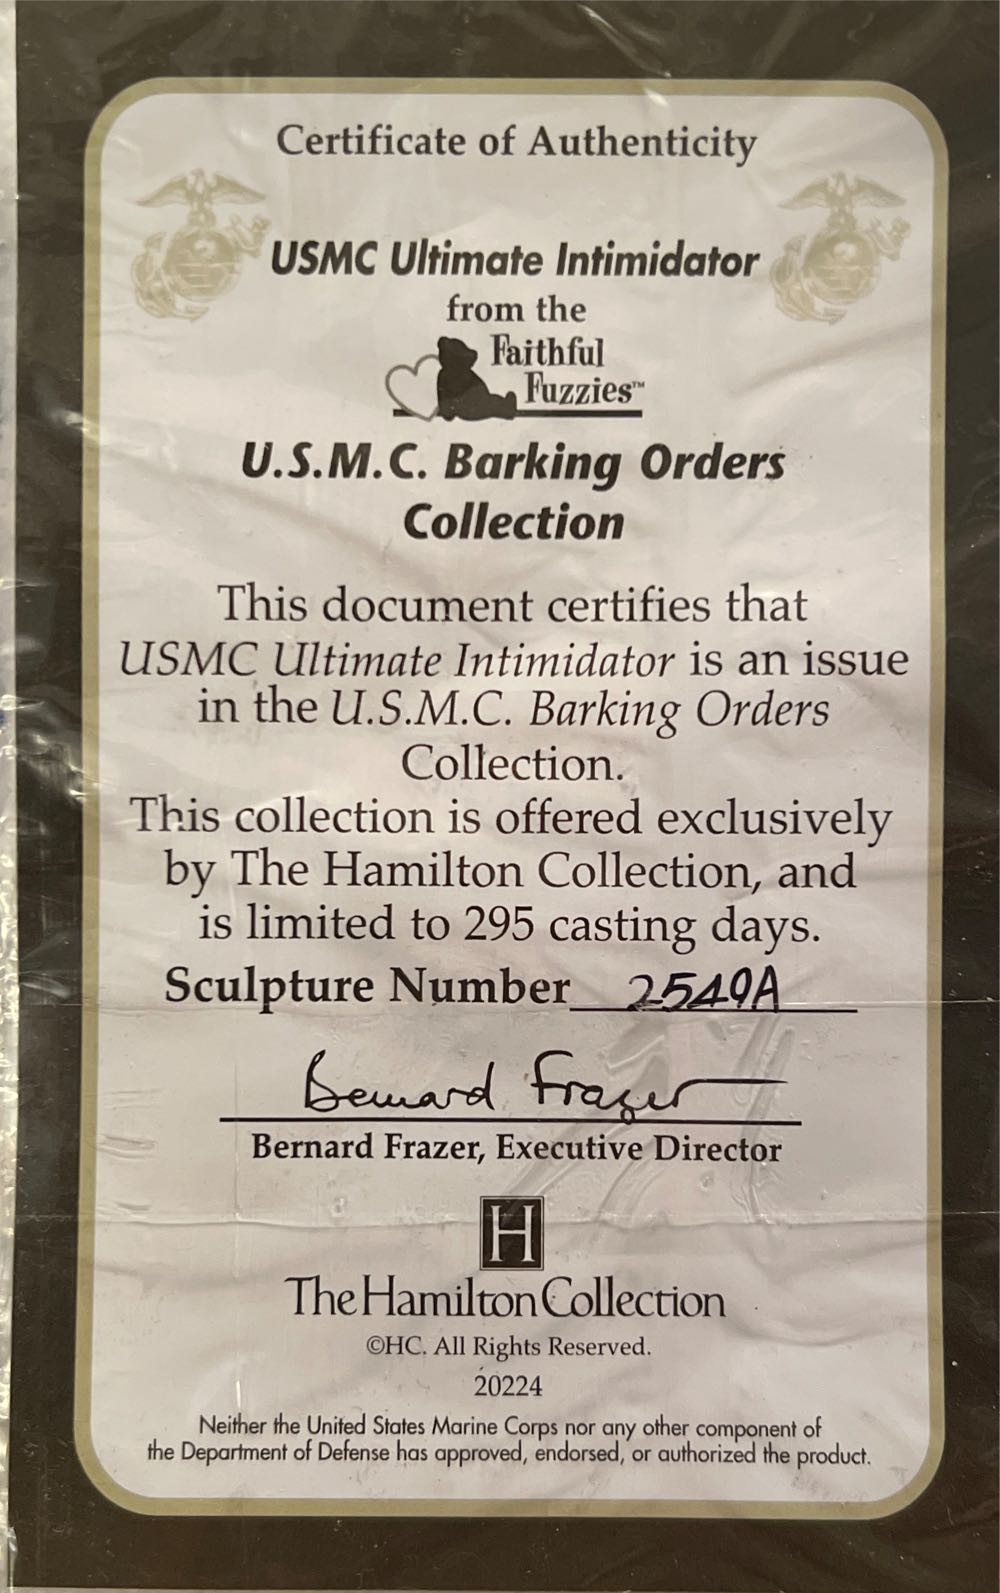 Certificate of Authenticity
USMC Ultimate Intimidator
from the
Faithful
Fuzzies™
U.S.M.C. Barking Orders
Collection
This document certifies that
USMC Ultimate Intimidator is an issue
in the U.S.M.C. Barking Orders
Collection.
This collection is offered exclusively
by The Hamilton Collection, and
is limited to 295 casting days.
Sculpture Number 2549A
Bernard Frazer
Bernard Frazer, Executive Director
H
The Hamilton Collection
©HC. All Rights Reserved.
20224
Neither the United States Marine Corps nor any other component of
the Department of Defense has approved, endorsed, or authorized the product.